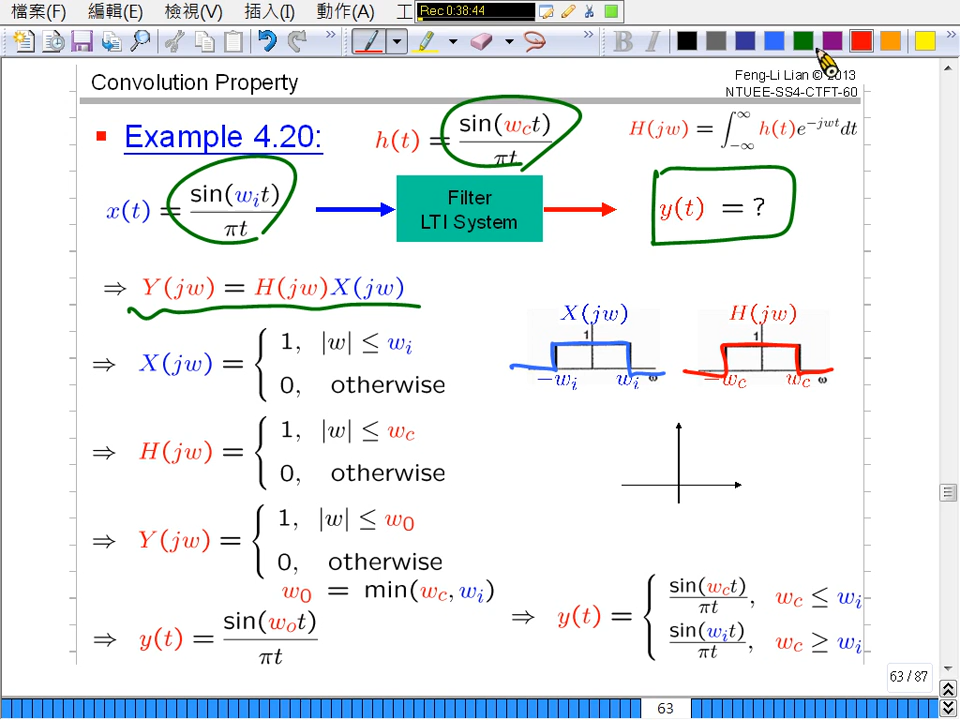 檔案(F) 編輯(E) 檢視(V) 插入(I) 動作(A) 工
Rec 0:38:44
B I
Convolution Property
Feng-Li Lian © 2013
NTUEE-SS4-CTFT-60
Example 4.20:
h(t) = sin(w_c t) / πt
H(jw) = ∫_{-∞}^{∞} h(t)e^{-jwt}dt
x(t) = sin(w_i t) / πt
Filter
LTI System
y(t) = ?
⇒ Y(jw) = H(jw)X(jw)
X(jw)
1
-w_i w_i ω
H(jw)
1
-w_c w_c ω
⇒ X(jw) = { 1, |w| ≤ w_i
0, otherwise
⇒ H(jw) = { 1, |w| ≤ w_c
0, otherwise
⇒ Y(jw) = { 1, |w| ≤ w_0
0, otherwise
w_0 = min(w_c, w_i)
⇒ y(t) = sin(w_o t) / πt
⇒ y(t) = { sin(w_c t) / πt, w_c ≤ w_i
sin(w_i t) / πt, w_c ≥ w_i
63 / 87
63